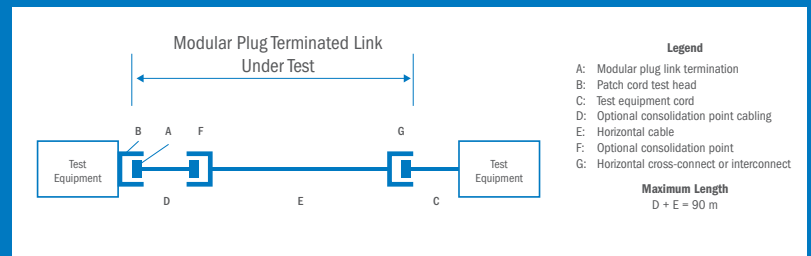 Modular Plug Terminated Link
Under Test
B
A
F
G
Test
Equipment
Test
Equipment
D
E
C
Legend
A: Modular plug link termination
B: Patch cord test head
C: Test equipment cord
D: Optional consolidation point cabling
E: Horizontal cable
F: Optional consolidation point
G: Horizontal cross-connect or interconnect
Maximum Length
D + E = 90 m